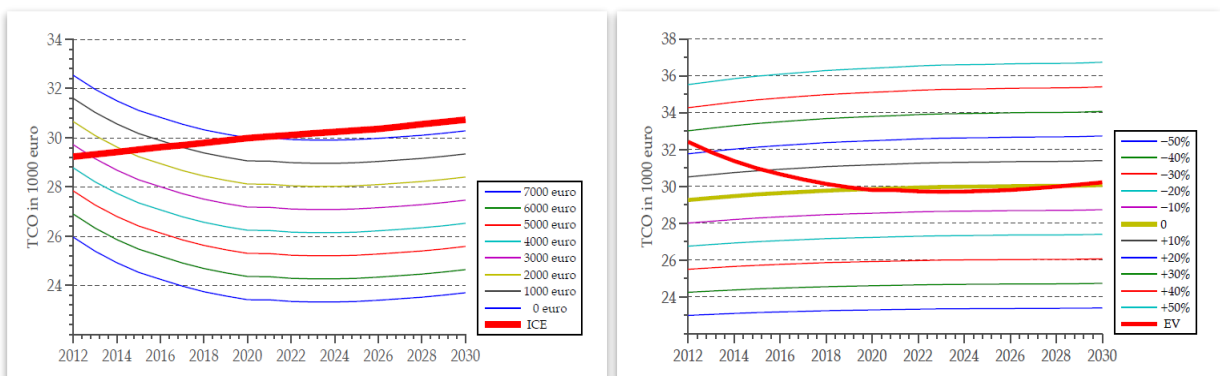 34
32
30
28
26
24
TCO in 1000 euro
2012 2014 2016 2018 2020 2022 2024 2026 2028 2030
7000 euro
6000 euro
5000 euro
4000 euro
3000 euro
2000 euro
1000 euro
0 euro
ICE
38
36
34
32
30
28
26
24
TCO in 1000 euro
2012 2014 2016 2018 2020 2022 2024 2026 2028 2030
−50%
−40%
−30%
−20%
−10%
0
+10%
+20%
+30%
+40%
+50%
EV